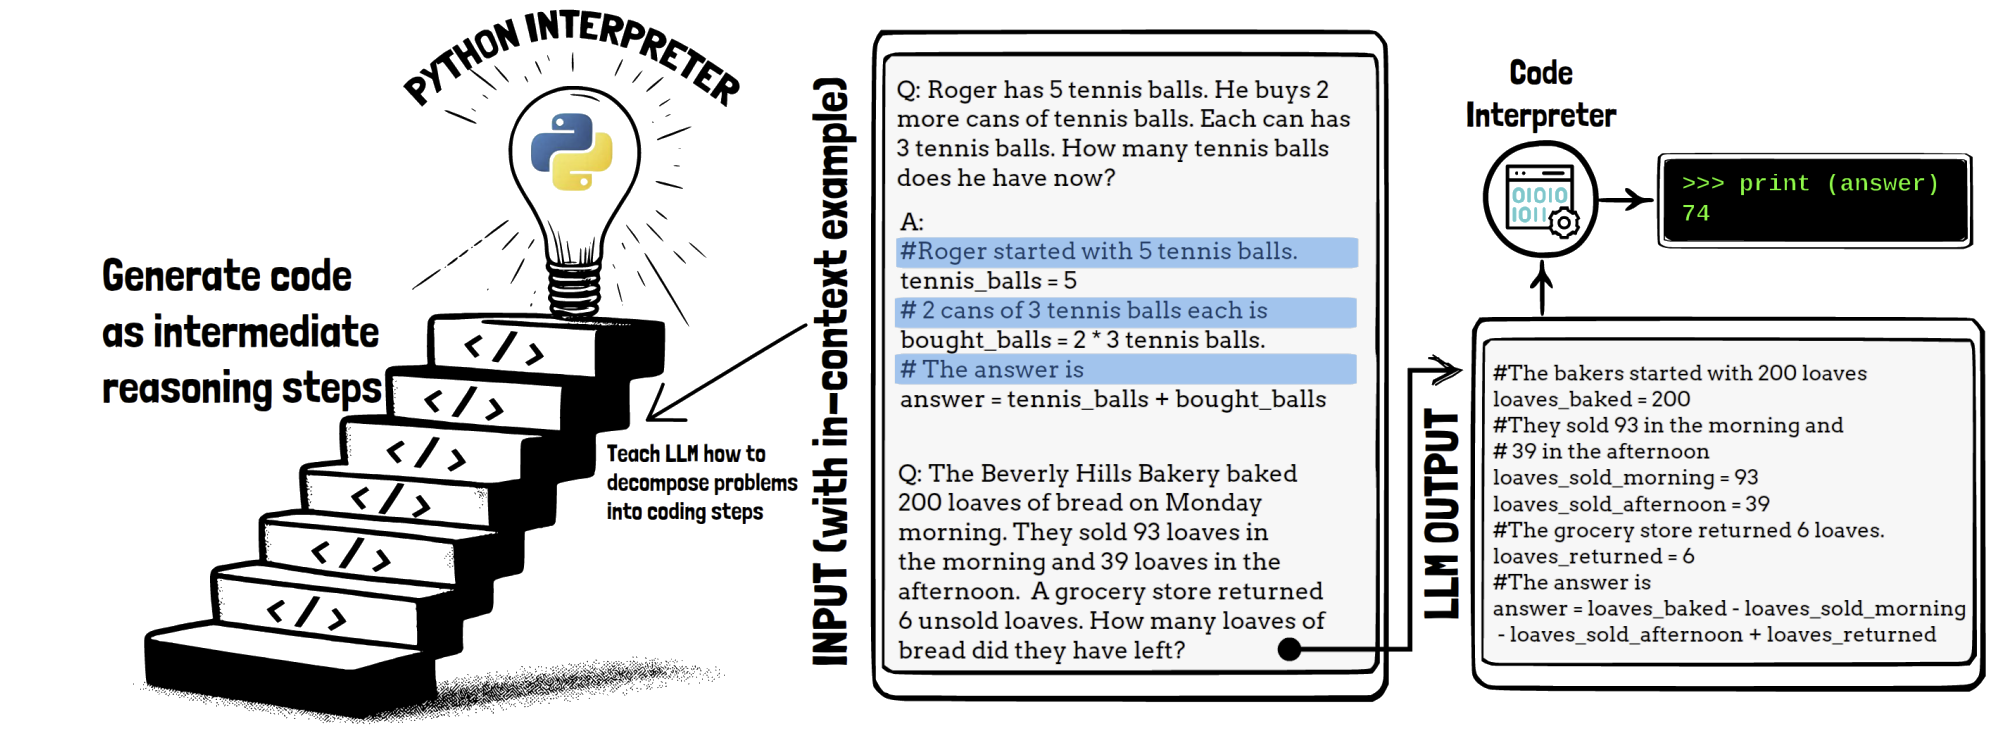 PYTHON INTERPRETER
Generate code
as intermediate
reasoning steps
</>
</>
</>
</>
</>
</>
Teach LLM how to
decompose problems
into coding steps
INPUT (with in-context example)
Q: Roger has 5 tennis balls. He buys 2
more cans of tennis balls. Each can has
3 tennis balls. How many tennis balls
does he have now?
A:
#Roger started with 5 tennis balls.
tennis_balls = 5
# 2 cans of 3 tennis balls each is
bought_balls = 2 * 3 tennis balls.
# The answer is
answer = tennis_balls + bought_balls
Q: The Beverly Hills Bakery baked
200 loaves of bread on Monday
morning. They sold 93 loaves in
the morning and 39 loaves in the
afternoon.  A grocery store returned
6 unsold loaves. How many loaves of
bread did they have left?
LLM OUTPUT
#The bakers started with 200 loaves
loaves_baked = 200
#They sold 93 in the morning and
# 39 in the afternoon
loaves_sold_morning = 93
loaves_sold_afternoon = 39
#The grocery store returned 6 loaves.
loaves_returned = 6
#The answer is
answer = loaves_baked - loaves_sold_morning
- loaves_sold_afternoon + loaves_returned
Code
Interpreter
01010
1011
>>> print (answer)
74